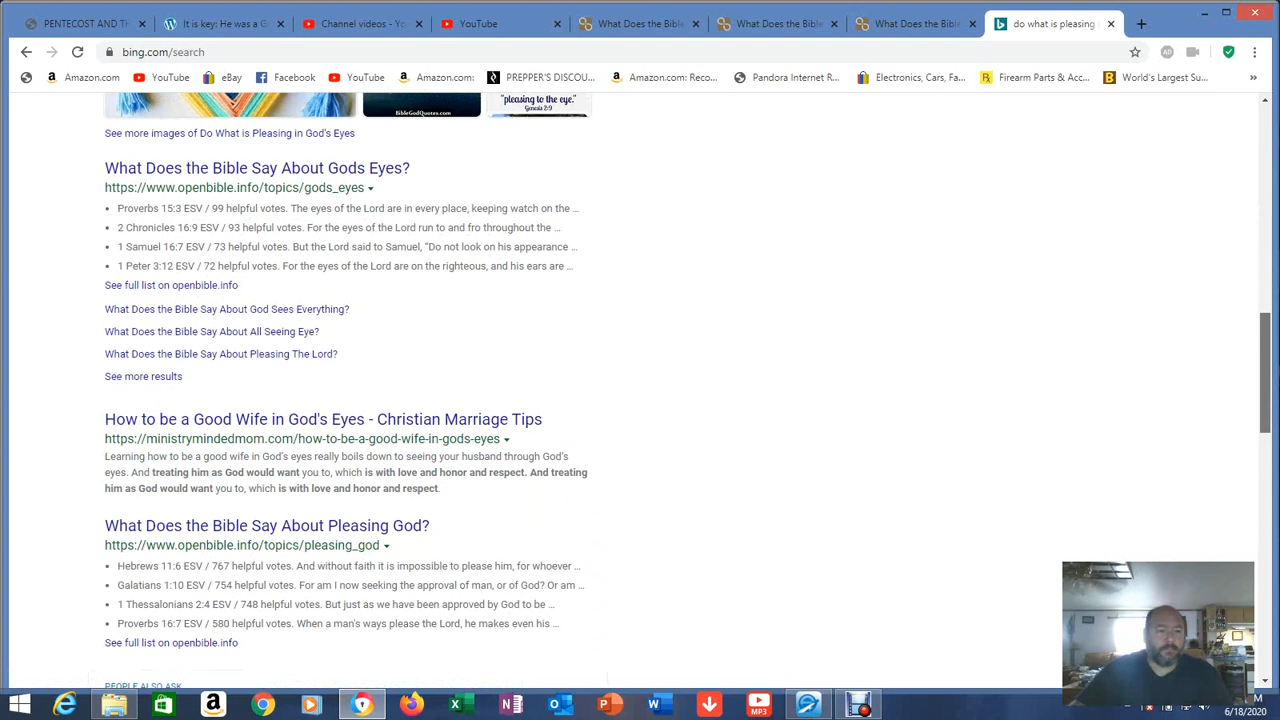 PENTECOST AND TH
It is key: He was a G
Channel videos - Yo
YouTube
What Does the Bible
What Does the Bible
What Does the Bible
do what is pleasing
bing.com/search
AD
Amazon.com
YouTube
eBay
Facebook
YouTube
Amazon.com:
PREPPER'S DISCOU...
Amazon.com: Reco...
Pandora Internet R...
Electronics, Cars, Fa...
Firearm Parts & Acc...
World's Largest Su...
BibleGodQuotes.com
"pleasing to the eye."
Genesis 2:9
See more images of Do What is Pleasing in God's Eyes
What Does the Bible Say About Gods Eyes?
https://www.openbible.info/topics/gods_eyes
Proverbs 15:3 ESV / 99 helpful votes. The eyes of the Lord are in every place, keeping watch on the ...
2 Chronicles 16:9 ESV / 93 helpful votes. For the eyes of the Lord run to and fro throughout the ...
1 Samuel 16:7 ESV / 73 helpful votes. But the Lord said to Samuel, "Do not look on his appearance ...
1 Peter 3:12 ESV / 72 helpful votes. For the eyes of the Lord are on the righteous, and his ears are ...
See full list on openbible.info
What Does the Bible Say About God Sees Everything?
What Does the Bible Say About All Seeing Eye?
What Does the Bible Say About Pleasing The Lord?
See more results
How to be a Good Wife in God's Eyes - Christian Marriage Tips
https://ministrymindedmom.com/how-to-be-a-good-wife-in-gods-eyes
Learning how to be a good wife in God's eyes really boils down to seeing your husband through God's
eyes. And treating him as God would want you to, which is with love and honor and respect. And treating
him as God would want you to, which is with love and honor and respect.
What Does the Bible Say About Pleasing God?
https://www.openbible.info/topics/pleasing_god
Hebrews 11:6 ESV / 767 helpful votes. And without faith it is impossible to please him, for whoever ...
Galatians 1:10 ESV / 754 helpful votes. For am I now seeking the approval of man, or of God? Or am ...
1 Thessalonians 2:4 ESV / 748 helpful votes. But just as we have been approved by God to be ...
Proverbs 16:7 ESV / 580 helpful votes. When a man's ways please the Lord, he makes even his ...
See full list on openbible.info
PEOPLE ALSO ASK
MP3
M
6/18/2020